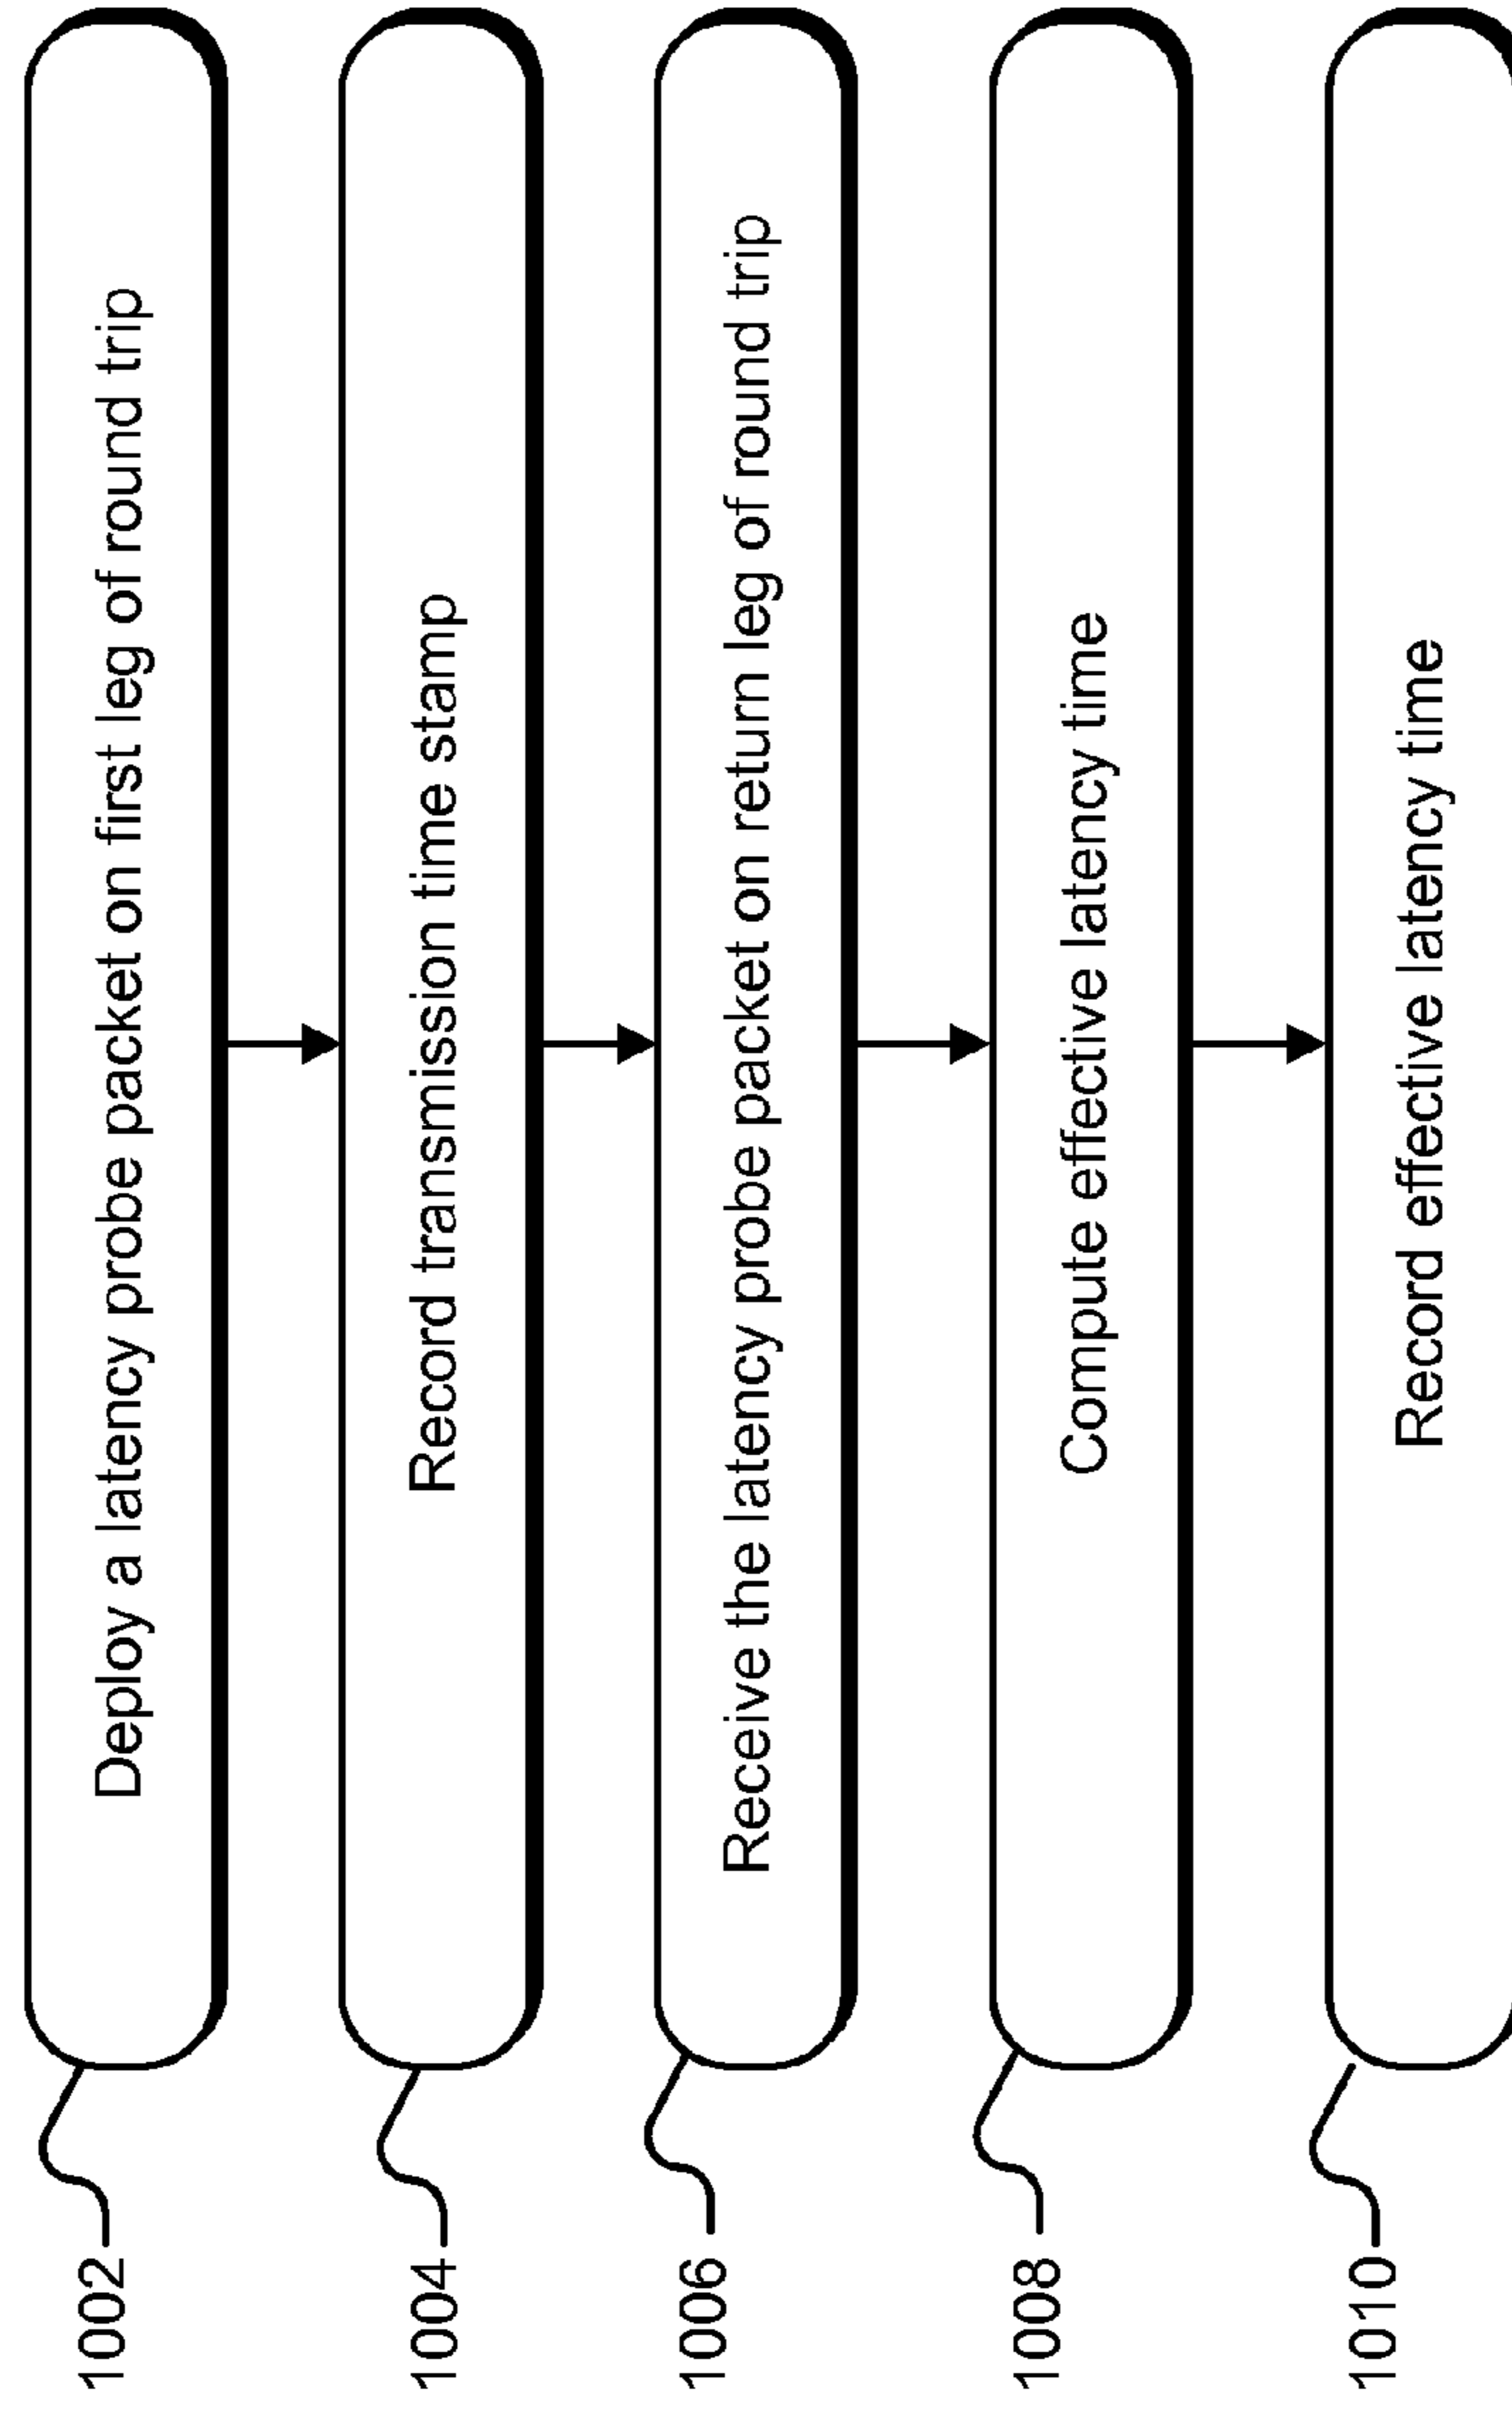 1002
Deploy a latency probe packet on first leg of round trip
1004
Record transmission time stamp
1006
Receive the latency probe packet on return leg of round trip
1008
Compute effective latency time
1010
Record effective latency time